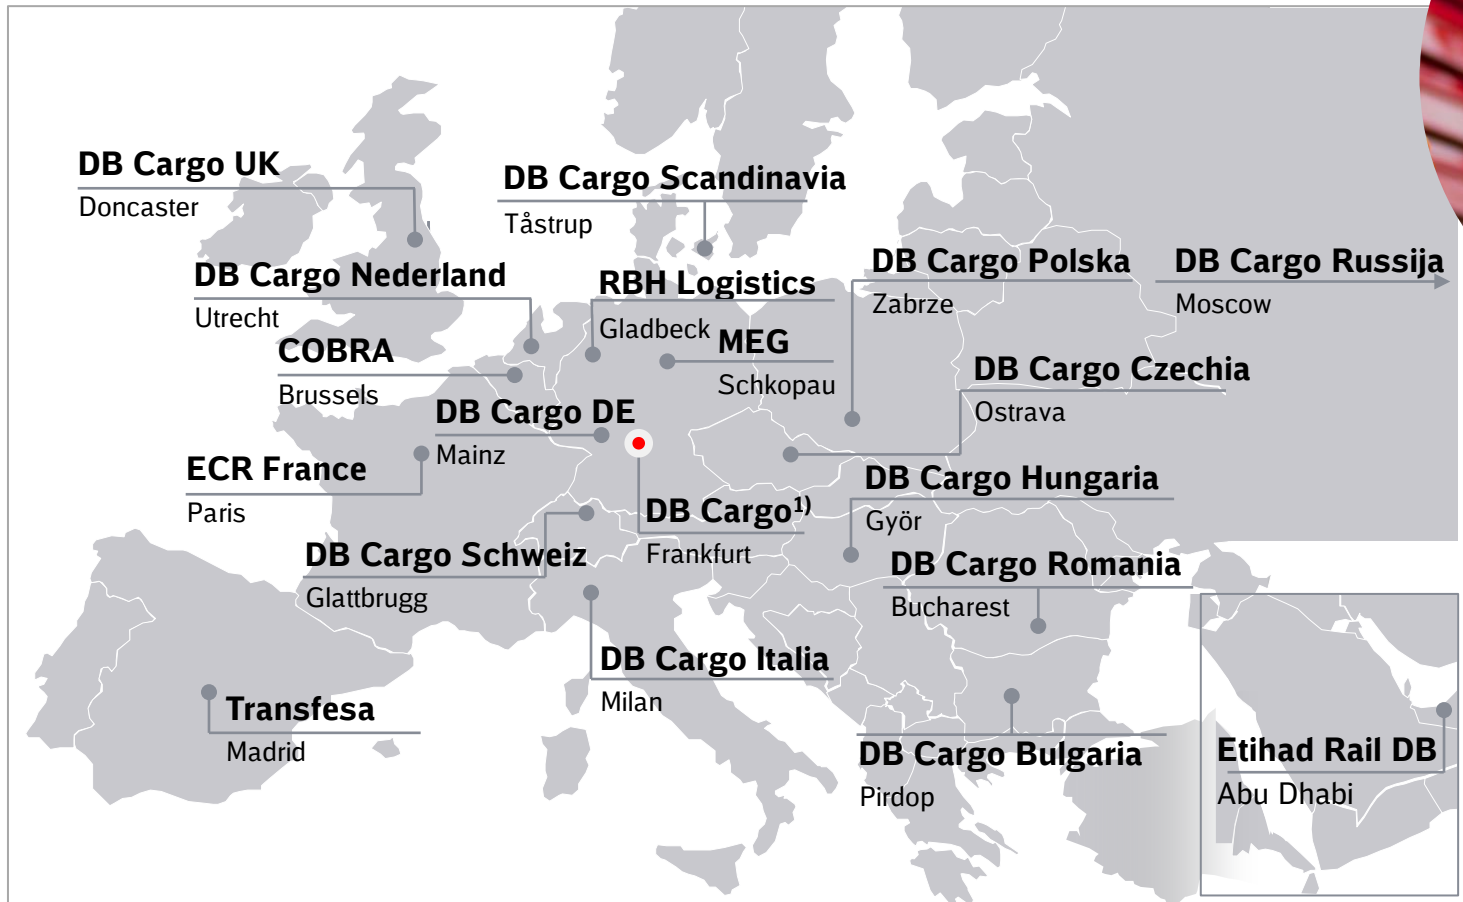 DB Cargo UK
Doncaster
DB Cargo Scandinavia
Tåstrup
DB Cargo Nederland
Utrecht
RBH Logistics
Gladbeck
DB Cargo Polska
Zabrze
DB Cargo Russija
Moscow
COBRA
Brussels
MEG
Schkopau
DB Cargo Czechia
Ostrava
DB Cargo DE
Mainz
ECR France
Paris
DB Cargo Hungaria
Györ
DB Cargo¹⁾
Frankfurt
DB Cargo Schweiz
Glattbrugg
DB Cargo Romania
Bucharest
DB Cargo Italia
Milan
Transfesa
Madrid
DB Cargo Bulgaria
Pirdop
Etihad Rail DB
Abu Dhabi